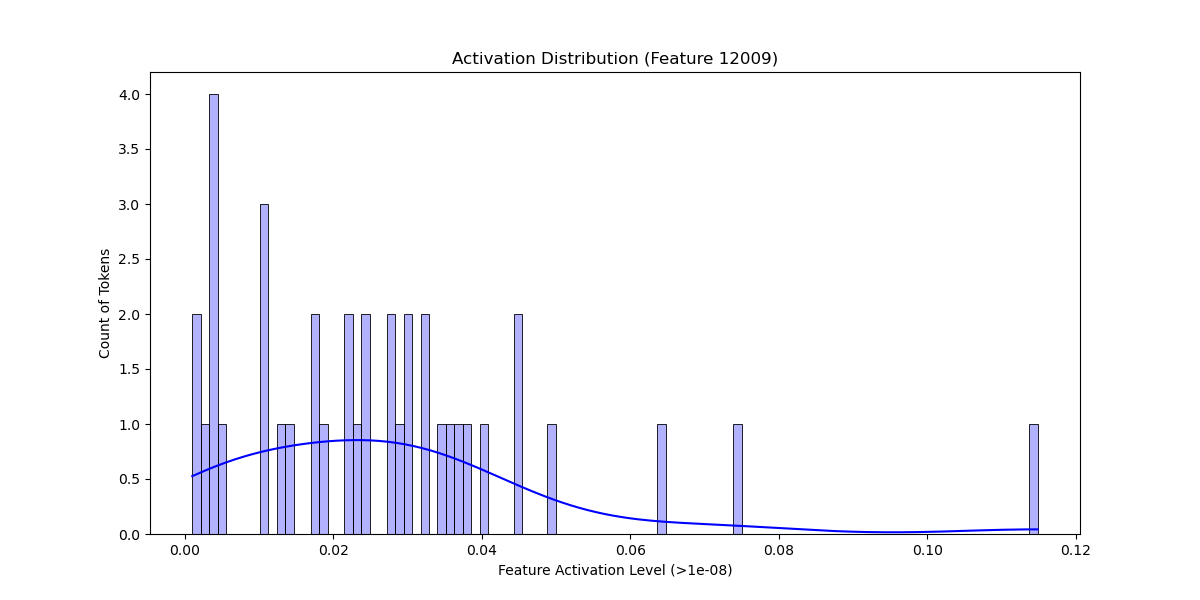 Activation Distribution (Feature 12009)
Count of Tokens
4.0
3.5
3.0
2.5
2.0
1.5
1.0
0.5
0.0
0.00 0.02 0.04 0.06 0.08 0.10 0.12
Feature Activation Level (>1e-08)